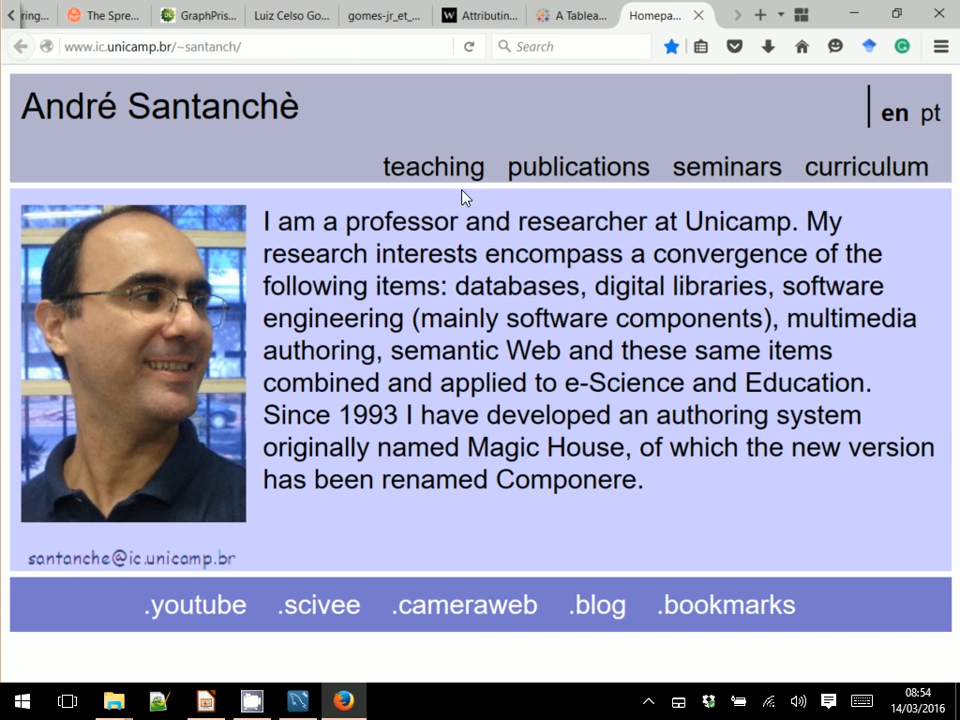 ring...
The Spre...
GraphPris...
Luiz Celso Go...
gomes-jr_et_...
W Attributin...
A Tablea...
Homepa...
www.ic.unicamp.br/~santanch/
Search
André Santanchè
en pt
teaching publications seminars curriculum
I am a professor and researcher at Unicamp. My
research interests encompass a convergence of the
following items: databases, digital libraries, software
engineering (mainly software components), multimedia
authoring, semantic Web and these same items
combined and applied to e-Science and Education.
Since 1993 I have developed an authoring system
originally named Magic House, of which the new version
has been renamed Componere.
santanche@ic.unicamp.br
.youtube .scivee .cameraweb .blog .bookmarks
08:54
14/03/2016